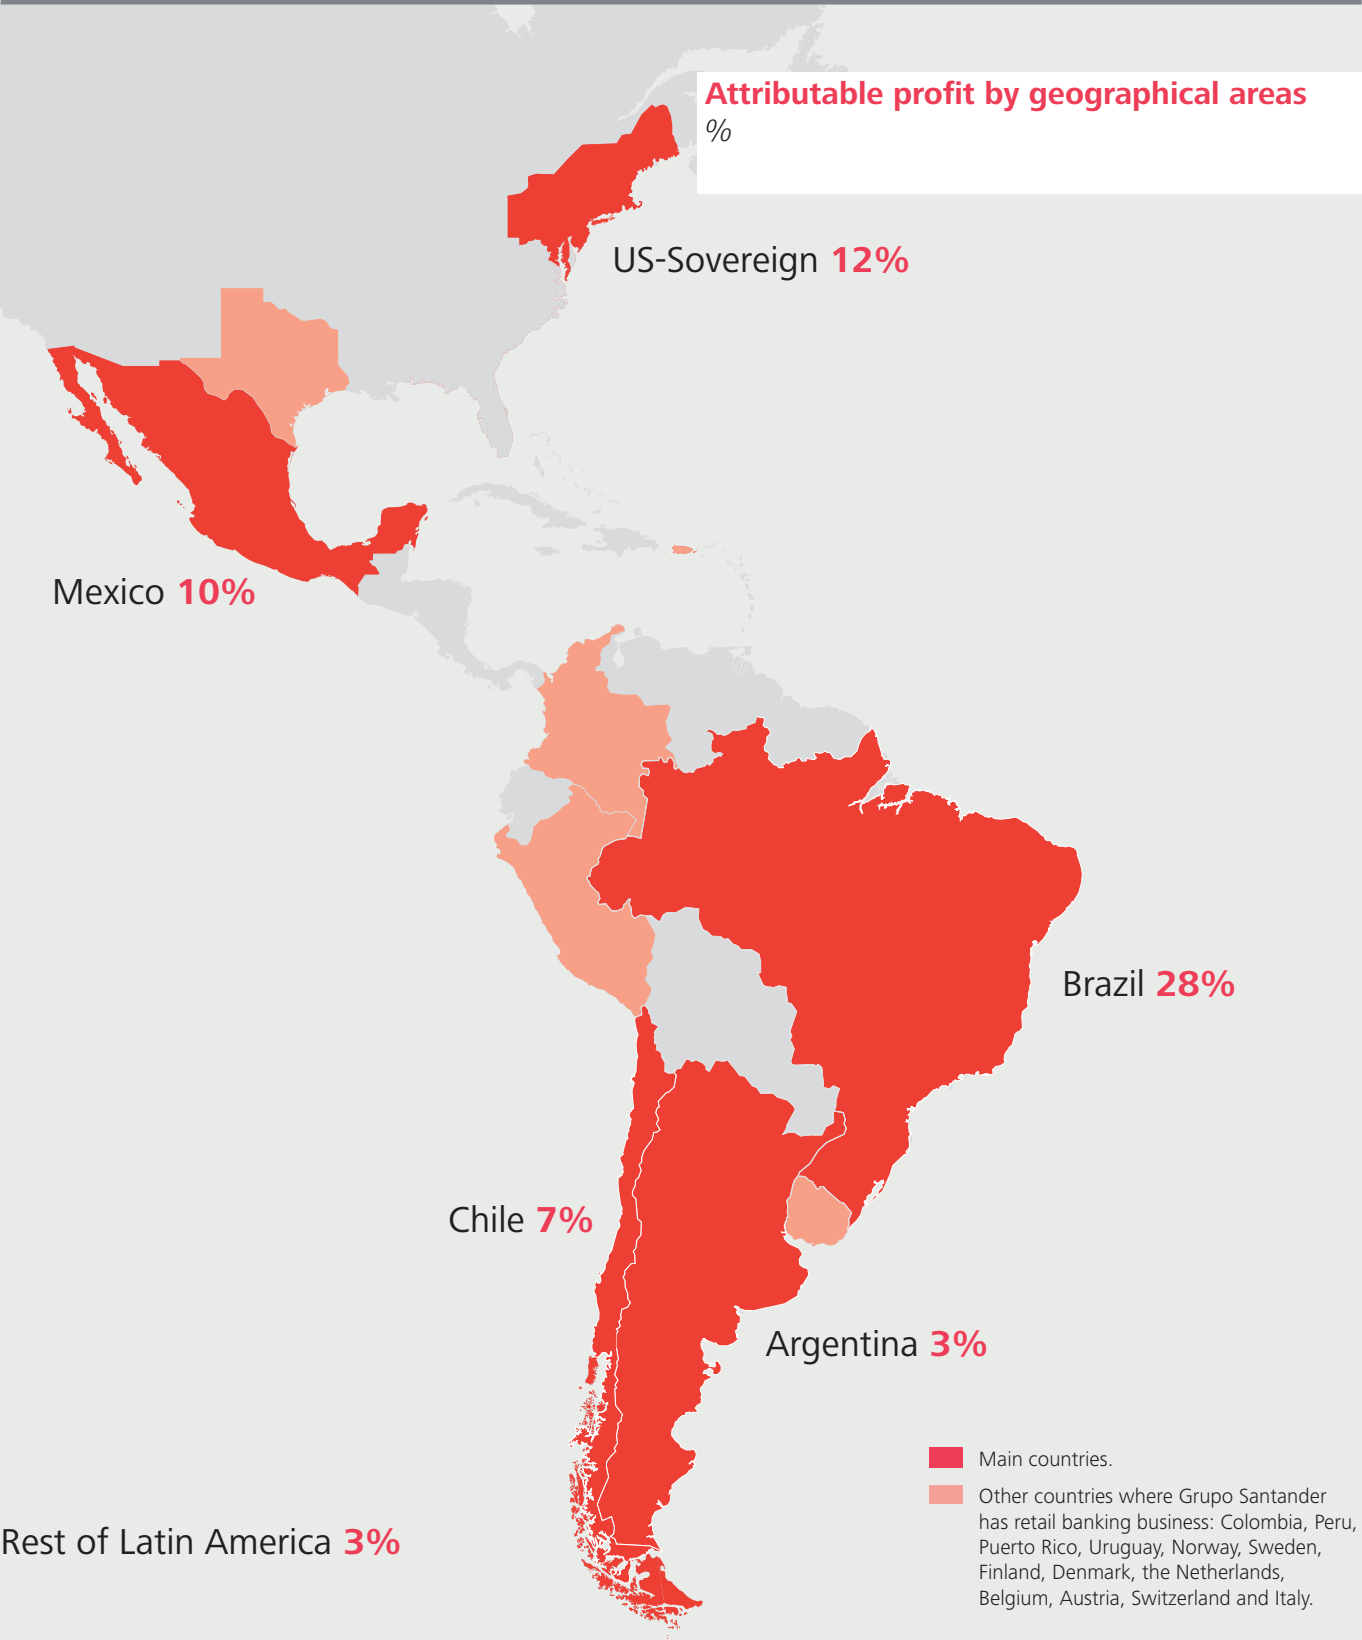 Attributable profit by geographical areas
%
US-Sovereign 12%
Mexico 10%
Brazil 28%
Chile 7%
Argentina 3%
Rest of Latin America 3%
Main countries.
Other countries where Grupo Santander
has retail banking business: Colombia, Peru,
Puerto Rico, Uruguay, Norway, Sweden,
Finland, Denmark, the Netherlands,
Belgium, Austria, Switzerland and Italy.